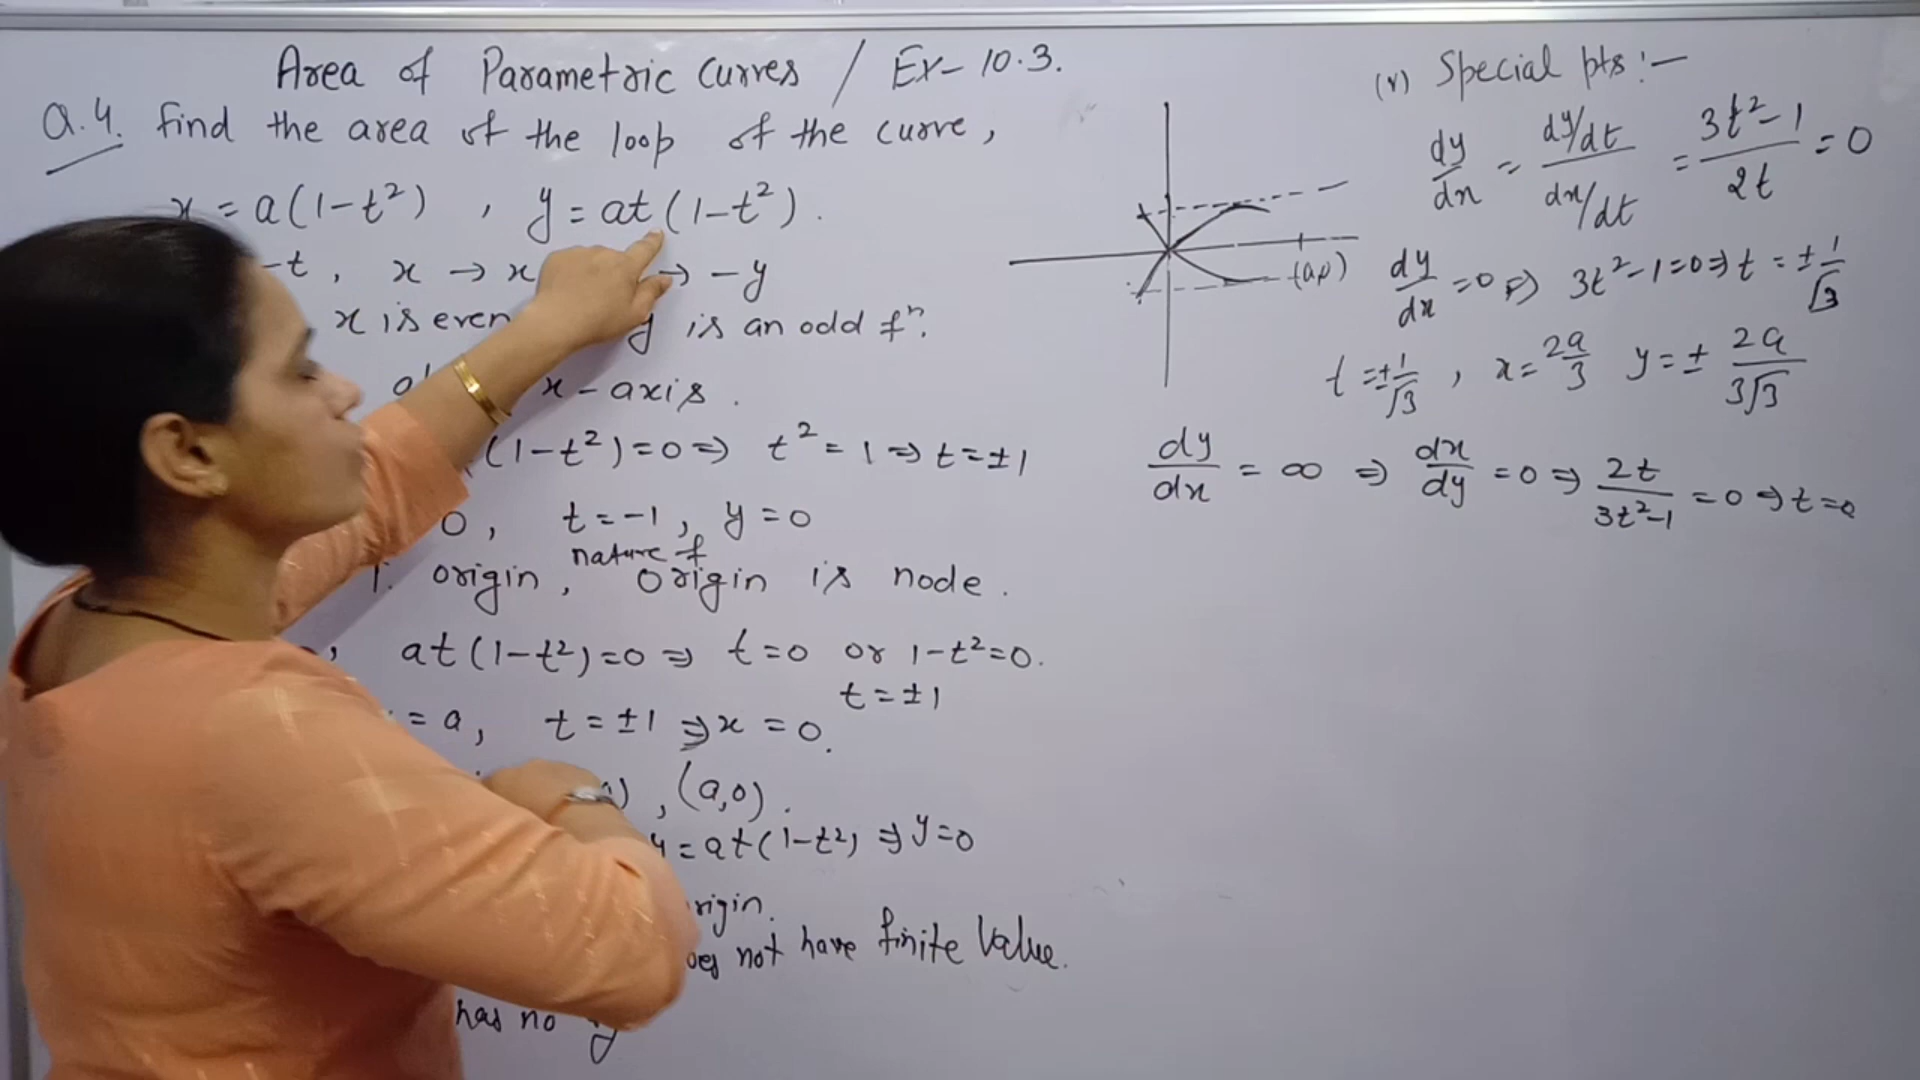 Area of Parametric Curves / Ex- 10.3.
Q.4. Find the area of the loop of the curve,
x = a(1-t²) , y = at(1-t²) .
-t , x → x → -y
x is even y is an odd fⁿ.
x-axis .
(1-t²)=0 ⇒ t² = 1 ⇒ t=±1
0 , t=-1 , y=0
nature of
origin , origin is node .
at(1-t²)=0 ⇒ t=0 or 1-t²=0.
t=±1
= a , t=±1 ⇒ x=0.
, (a,0) .
y=at(1-t²) ⇒ y=0
not have finite value.
has no
(a,0)
(v) Special pts :-
dy/dx = (dy/dt)/(dx/dt) = (3t²-1)/2t = 0
dy/dx =0 ⇒ 3t²-1=0 ⇒ t = ± 1/√3
t=±1/√3 , x= 2a/3 y= ± 2a/3√3
dy/dx = ∞ ⇒ dx/dy =0 ⇒ 2t/(3t²-1) =0 ⇒ t=0